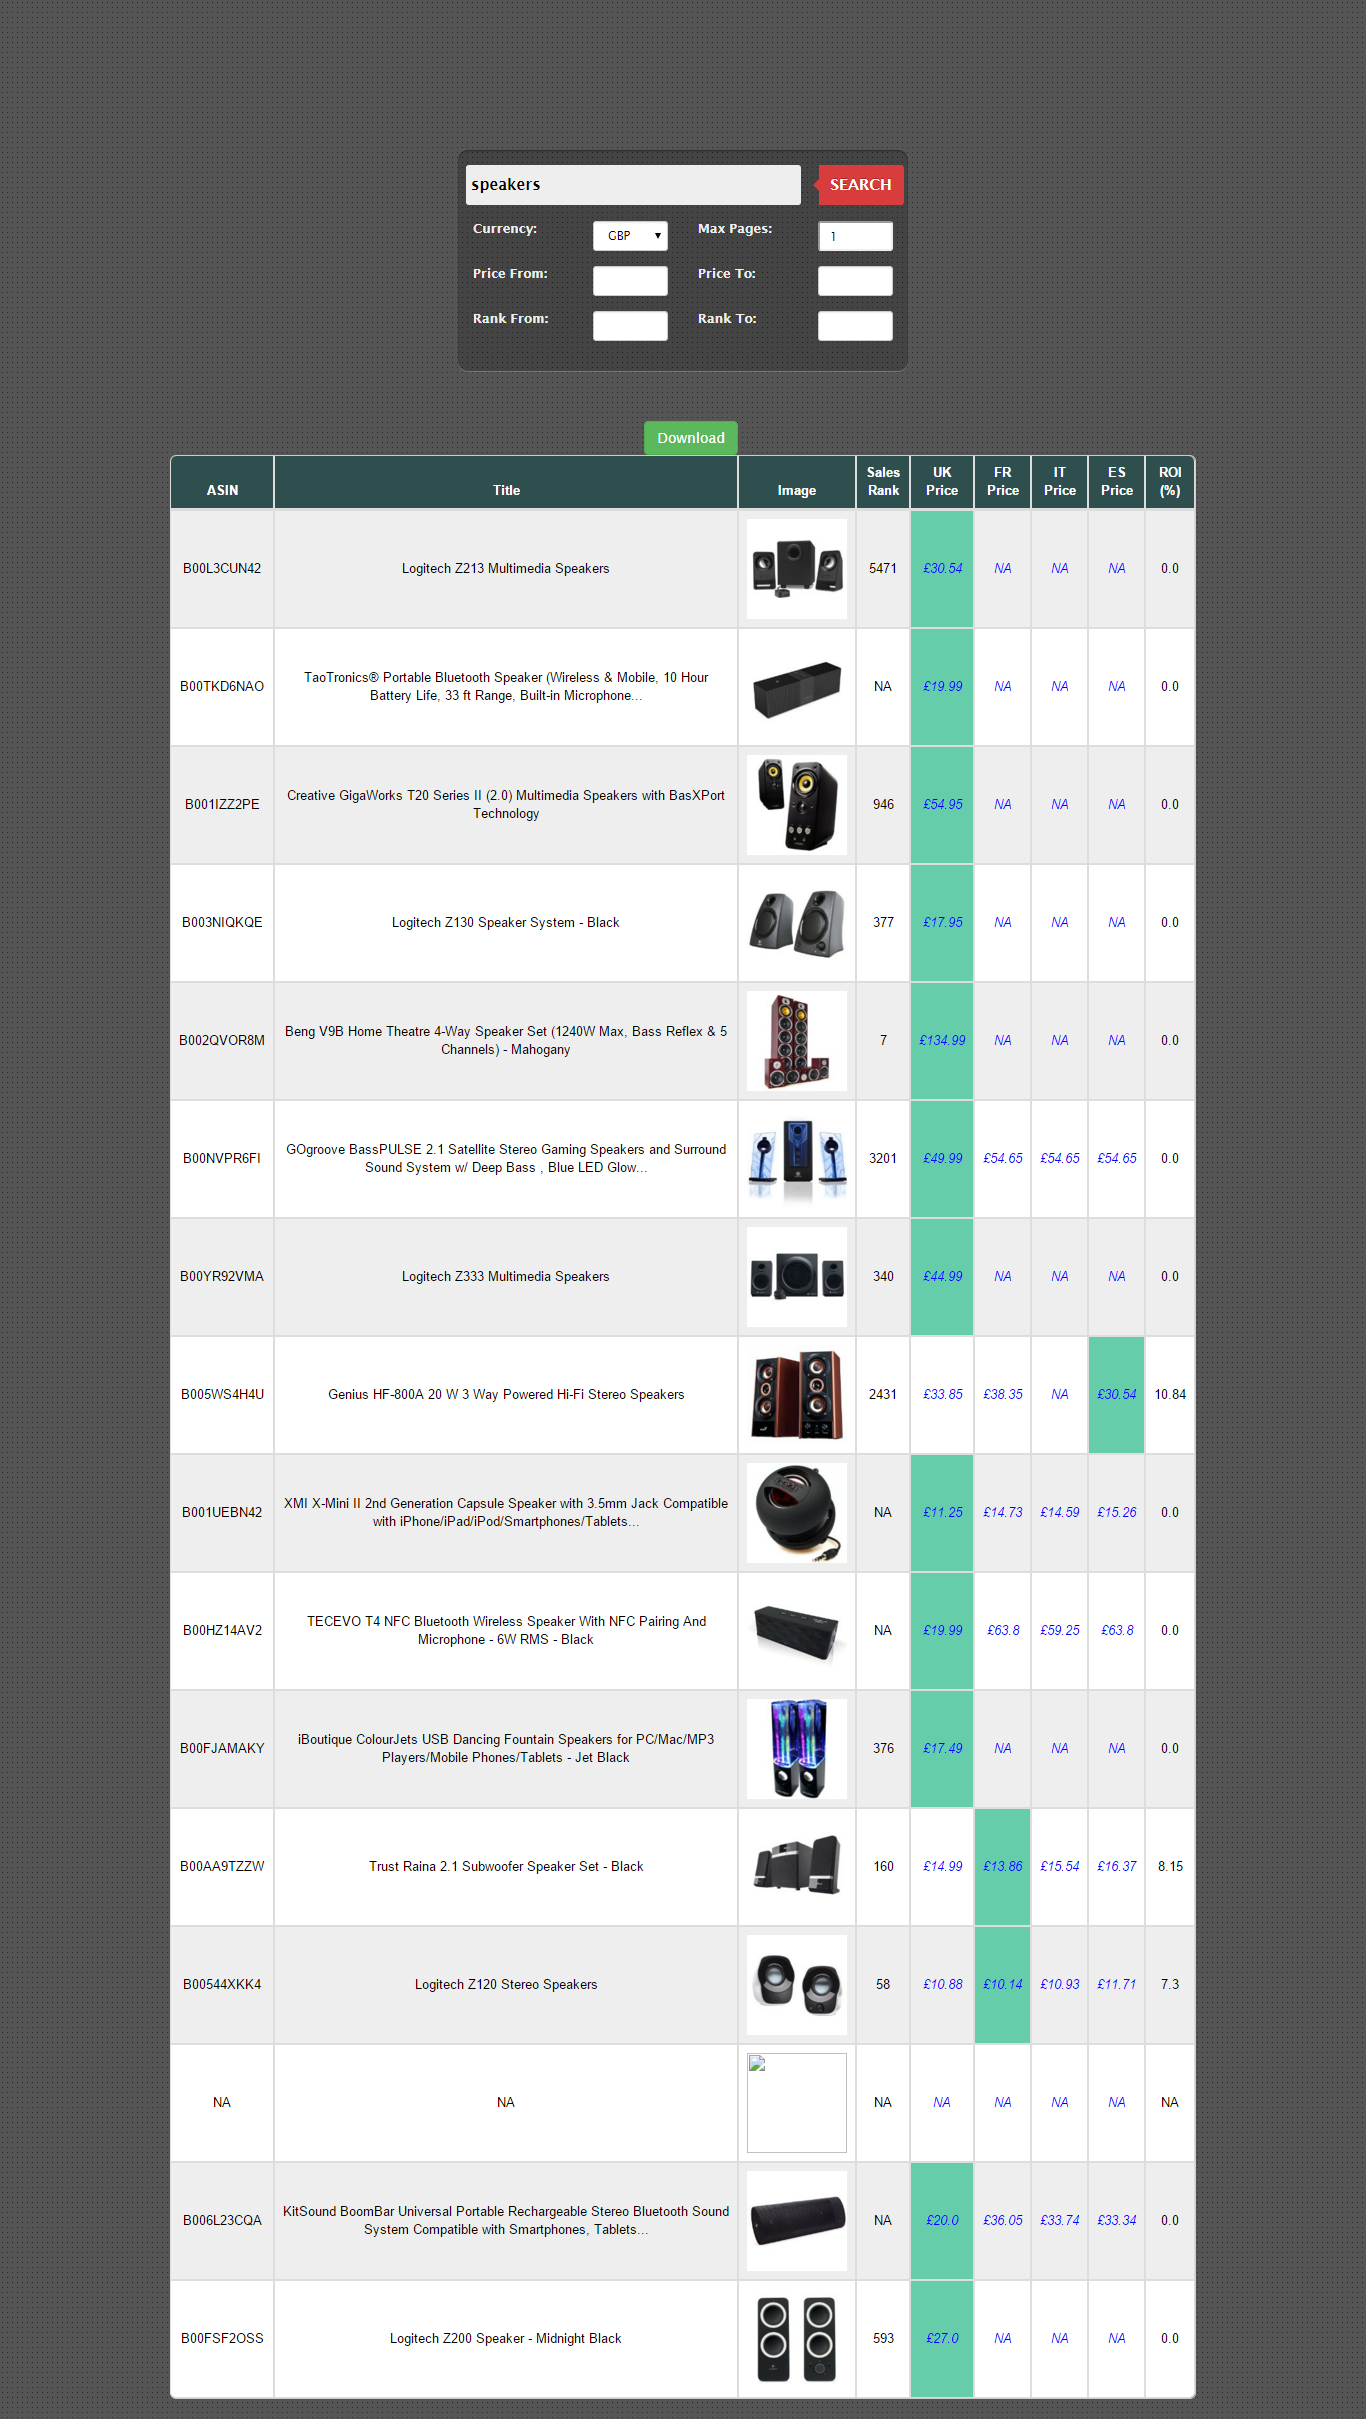 speakers
SEARCH
Currency: GBP Max Pages: 1
Price From: Price To:
Rank From: Rank To:
Download
ASIN Title Image Sales Rank UK Price FR Price IT Price ES Price ROI (%)
B00L3CUN42 Logitech Z213 Multimedia Speakers 5471 £30.54 NA NA NA 0.0
B00TKD6NAO TaoTronics® Portable Bluetooth Speaker (Wireless & Mobile, 10 Hour
Battery Life, 33 ft Range, Built-in Microphone... NA £19.99 NA NA NA 0.0
B001IZZ2PE Creative GigaWorks T20 Series II (2.0) Multimedia Speakers with BasXPort
Technology 946 £54.95 NA NA NA 0.0
B003NIQKQE Logitech Z130 Speaker System - Black 377 £17.95 NA NA NA 0.0
B002QVOR8M Beng V9B Home Theatre 4-Way Speaker Set (1240W Max, Bass Reflex & 5
Channels) - Mahogany 7 £134.99 NA NA NA 0.0
B00NVPR6FI GOgroove BassPULSE 2.1 Satellite Stereo Gaming Speakers and Surround
Sound System w/ Deep Bass , Blue LED Glow... 3201 £49.99 £54.65 £54.65 £54.65 0.0
B00YR92VMA Logitech Z333 Multimedia Speakers 340 £44.99 NA NA NA 0.0
B005WS4H4U Genius HF-800A 20 W 3 Way Powered Hi-Fi Stereo Speakers 2431 £33.85 £38.35 NA £30.54 10.84
B001UEBN42 XMI X-Mini II 2nd Generation Capsule Speaker with 3.5mm Jack Compatible
with iPhone/iPad/iPod/Smartphones/Tablets... NA £11.25 £14.73 £14.59 £15.26 0.0
B00HZ14AV2 TECEVO T4 NFC Bluetooth Wireless Speaker With NFC Pairing And
Microphone - 6W RMS - Black NA £19.99 £63.8 £59.25 £63.8 0.0
B00FJAMAKY iBoutique ColourJets USB Dancing Fountain Speakers for PC/Mac/MP3
Players/Mobile Phones/Tablets - Jet Black 376 £17.49 NA NA NA 0.0
B00AA9TZZW Trust Raina 2.1 Subwoofer Speaker Set - Black 160 £14.99 £13.86 £15.54 £16.37 8.15
B00544XKK4 Logitech Z120 Stereo Speakers 58 £10.88 £10.14 £10.93 £11.71 7.3
NA NA NA NA NA NA NA NA
B006L23CQA KitSound BoomBar Universal Portable Rechargeable Stereo Bluetooth Sound
System Compatible with Smartphones, Tablets... NA £20.0 £36.05 £33.74 £33.34 0.0
B00FSF2OSS Logitech Z200 Speaker - Midnight Black 593 £27.0 NA NA NA 0.0